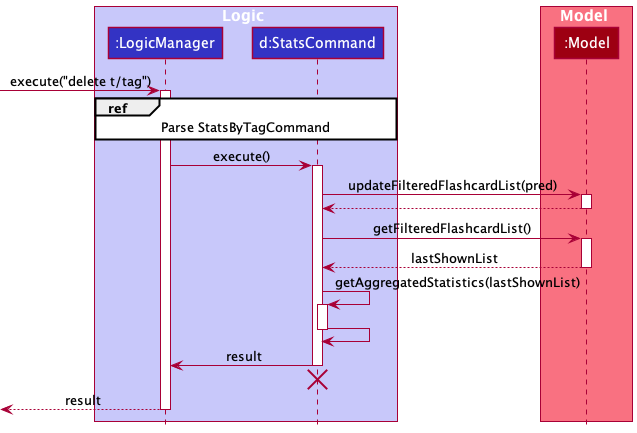 Logic
Model
:LogicManager
d:StatsCommand
:Model
execute("delete t/tag")
ref
Parse StatsByTagCommand
execute()
updateFilteredFlashcardList(pred)
getFilteredFlashcardList()
lastShownList
getAggregatedStatistics(lastShownList)
result
result